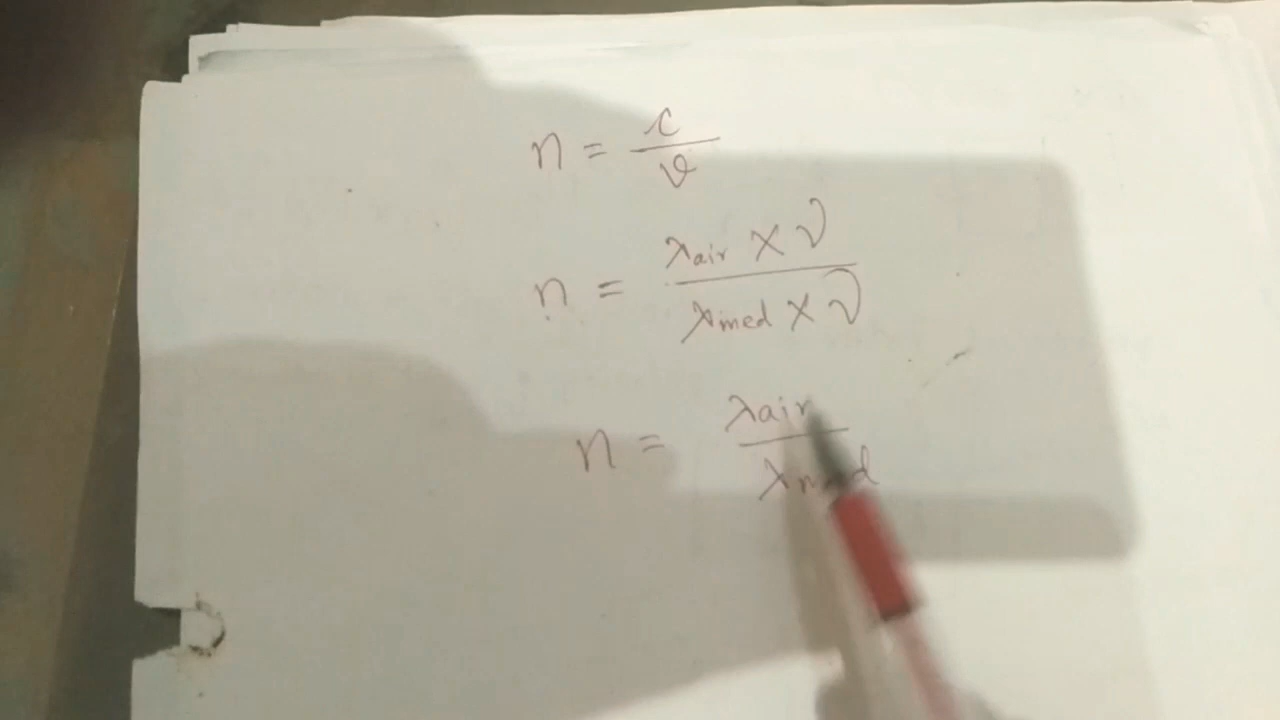 n = c / v
n = λair × ν / λmed × ν
n = λair / λmed